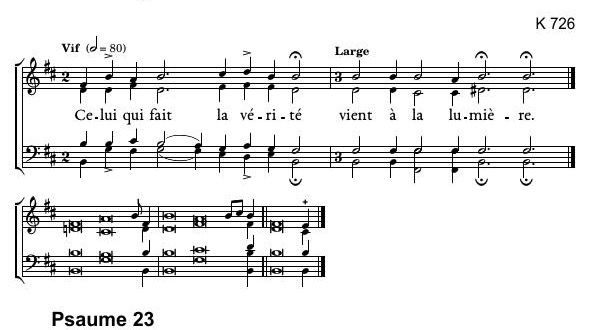 K 726
Vif (𝅗𝅥 = 80) Large
Ce-lui qui fait la vé-ri-té vient à la lu-miè-re.
Psaume 23